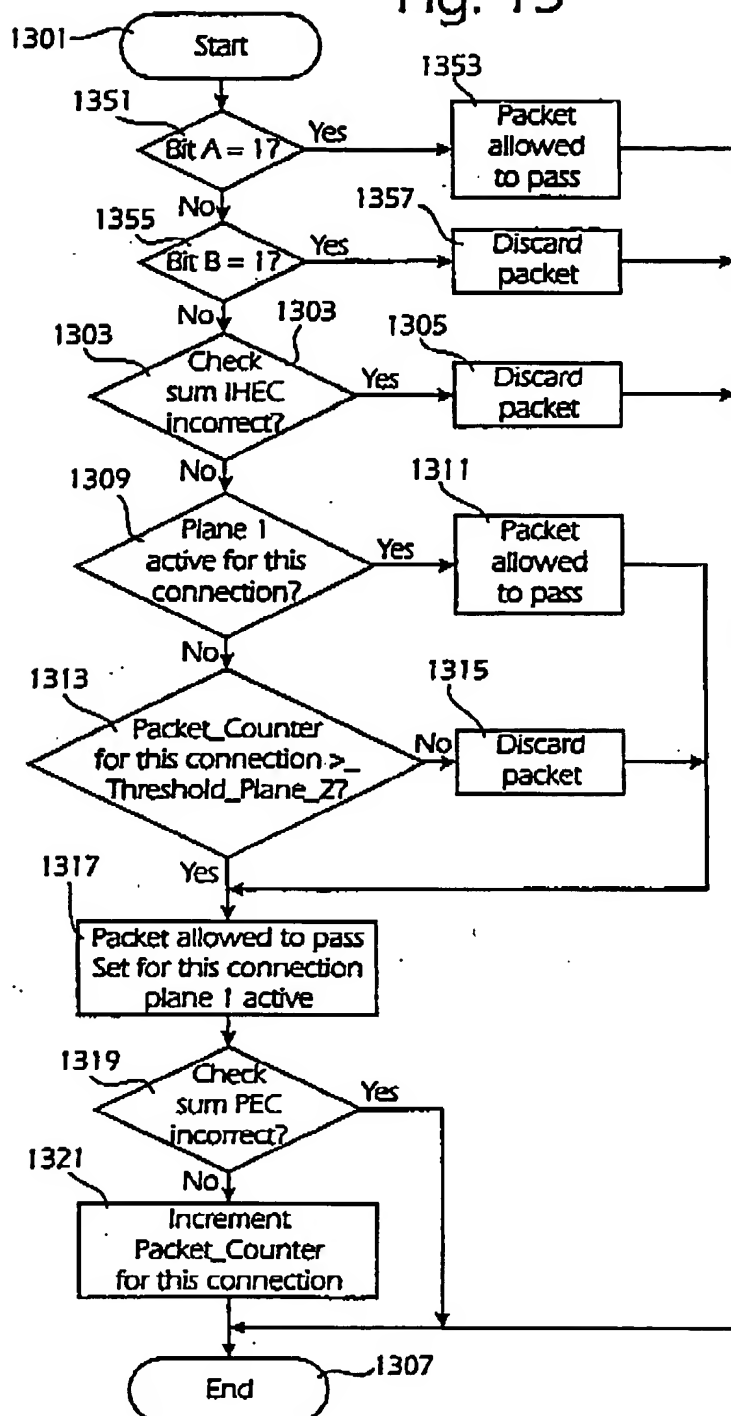 Fig. 13
1301
Start
1351
Bit A = 1?
Yes
1353
Packet
allowed
to pass
No
1355
Bit B = 1?
Yes
1357
Discard
packet
No
1303
1303
Check
sum IHEC
incorrect?
Yes
1305
Discard
packet
No
1309
Plane 1
active for this
connection?
Yes
1311
Packet
allowed
to pass
No
1313
Packet_Counter
for this connection >_
Threshold_Plane_2?
No
1315
Discard
packet
Yes
1317
Packet allowed to pass
Set for this connection
plane 1 active
1319
Check
sum PEC
incorrect?
Yes
No
1321
Increment
Packet_Counter
for this connection
End
1307